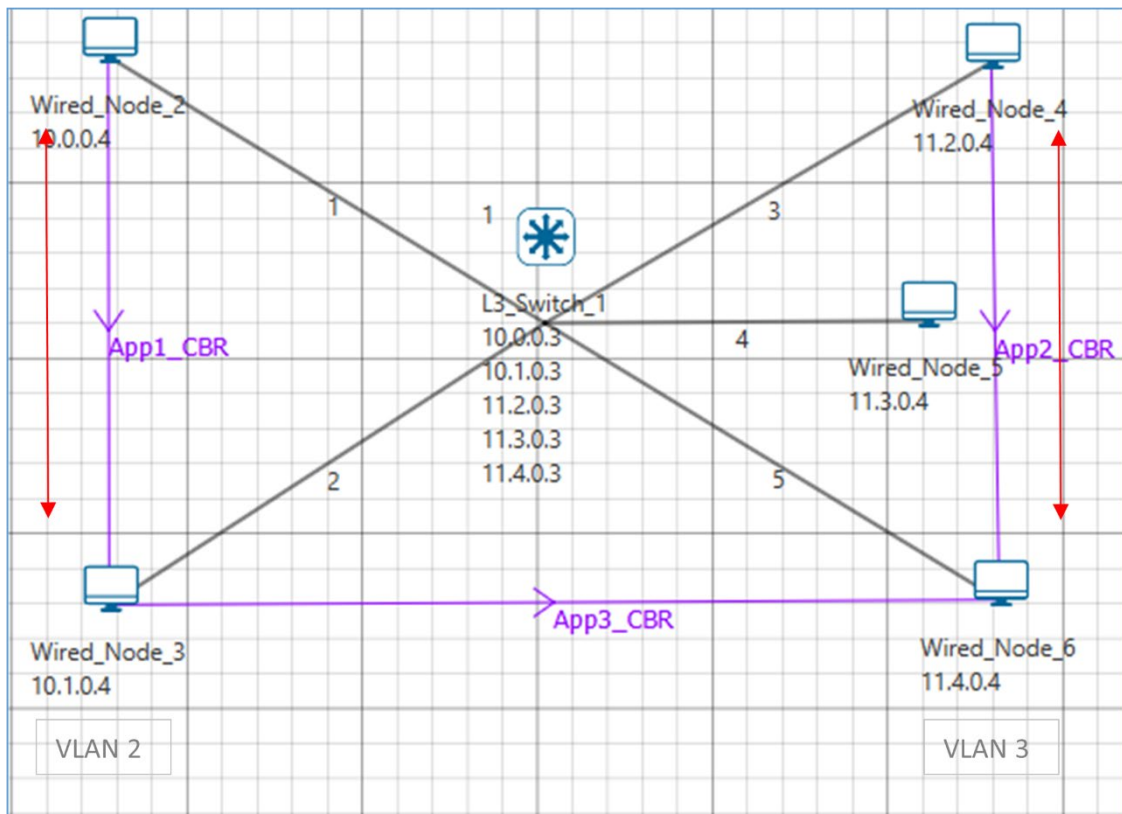 Wired_Node_2
10.0.0.4
Wired_Node_4
11.2.0.4
1
1
3
L3_Switch_1
10.0.0.3
10.1.0.3
11.2.0.3
11.3.0.3
11.4.0.3
4
App1_CBR
App2_CBR
Wired_Node_5
11.3.0.4
2
5
App3_CBR
Wired_Node_3
10.1.0.4
Wired_Node_6
11.4.0.4
VLAN 2
VLAN 3